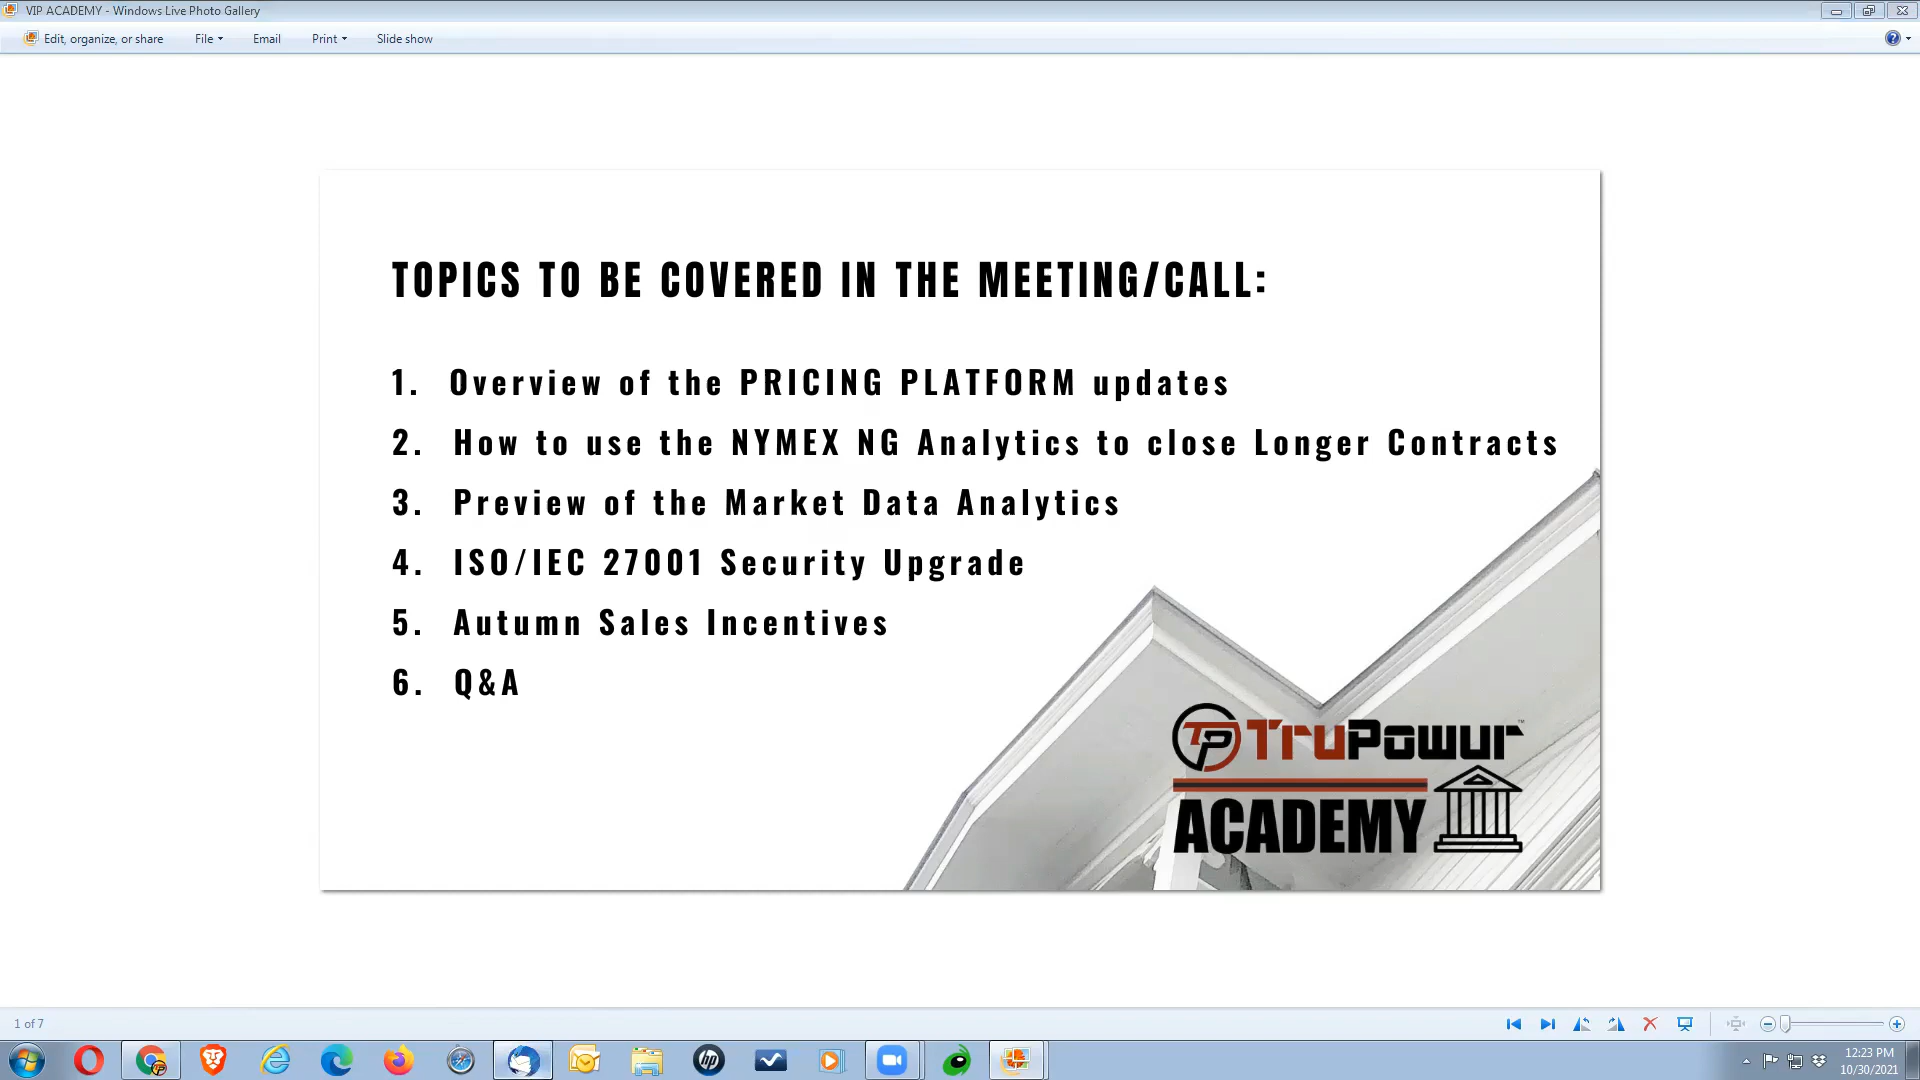 VIP ACADEMY - Windows Live Photo Gallery
Edit, organize, or share File Email Print Slide show
TOPICS TO BE COVERED IN THE MEETING/CALL:
1. Overview of the PRICING PLATFORM updates
2. How to use the NYMEX NG Analytics to close Longer Contracts
3. Preview of the Market Data Analytics
4. ISO/IEC 27001 Security Upgrade
5. Autumn Sales Incentives
6. Q&A
TP TruPowur™
ACADEMY
1 of 7
hp
12:23 PM
10/30/2021